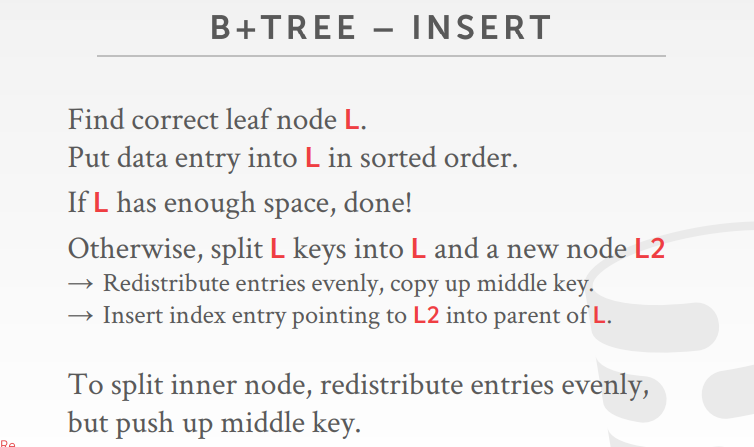 B+TREE – INSERT
Find correct leaf node L.
Put data entry into L in sorted order.
If L has enough space, done!
Otherwise, split L keys into L and a new node L2
→ Redistribute entries evenly, copy up middle key.
→ Insert index entry pointing to L2 into parent of L.
To split inner node, redistribute entries evenly,
but push up middle key.
Re